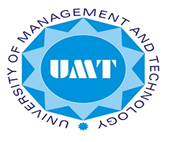 UNIVERSITY OF MANAGEMENT AND TECHNOLOGY
UMT